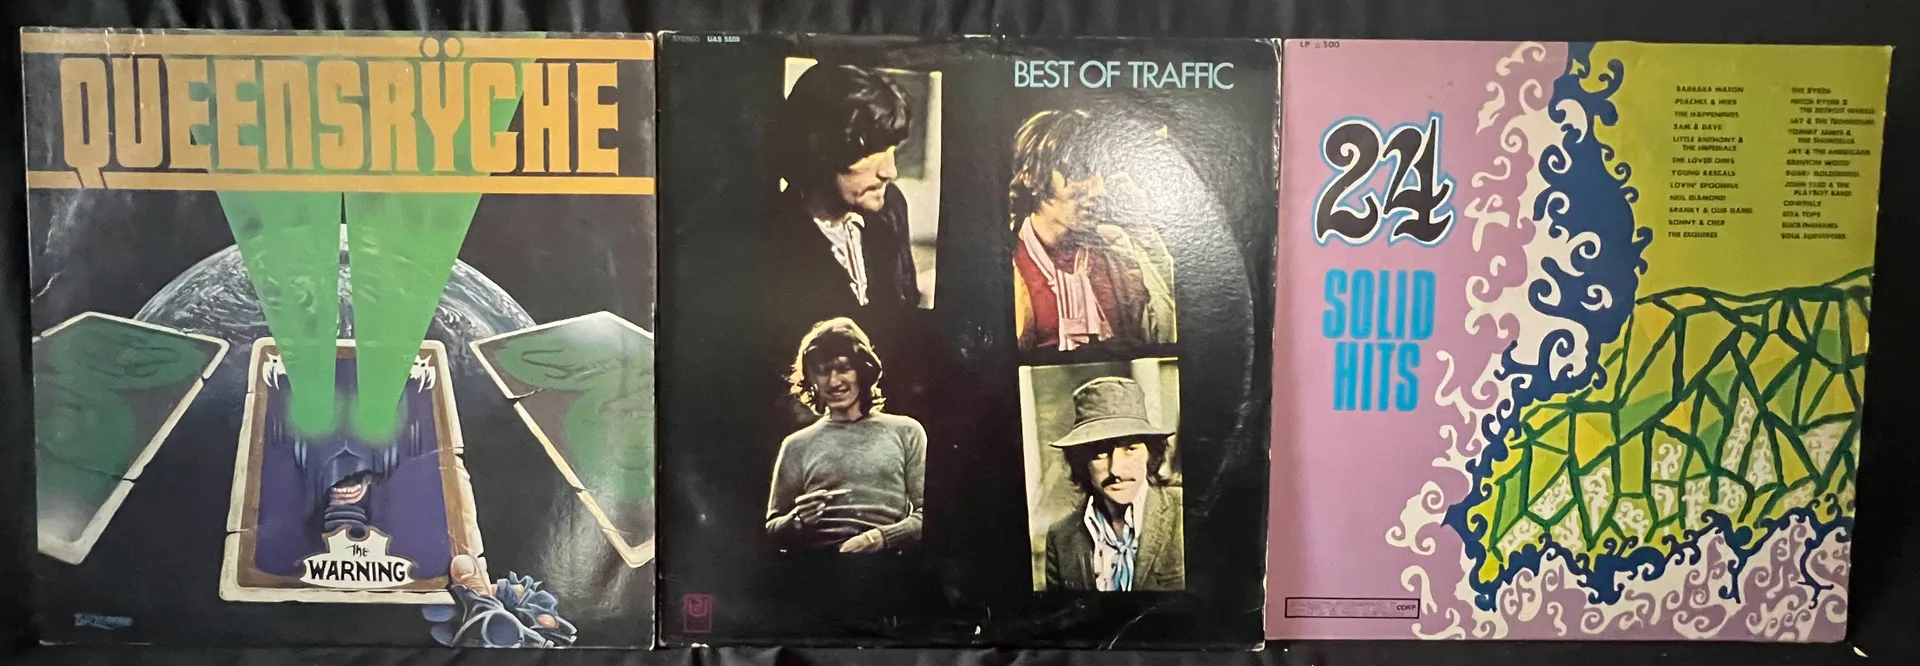 QUEENSRŸCHE
The
WARNING
STEREO UAS 5500
BEST OF TRAFFIC
24
SOLID
HITS
BARBARA MASON
PEACHES & HERB
THE HAPPENINGS
SAM & DAVE
LITTLE ANTHONY &
THE IMPERIALS
THE LOVED ONES
YOUNG RASCALS
LOVIN' SPOONFUL
NEIL DIAMOND
SPANKY & OUR GANG
SONNY & CHER
THE ESQUIRES
THE BYRDS
MITCH RYDER &
THE DETROIT WHEELS
JAY & THE TECHNIQUES
TOMMY JAMES &
THE SHONDELLS
JAY & THE AMERICANS
BRENTON WOOD
BOBBY GOLDSBORO
JOHN FRED & THE
PLAYBOY BAND
COWSILLS
BOX TOPS
BUCKINGHAMS
SOUL SURVIVORS
CORP